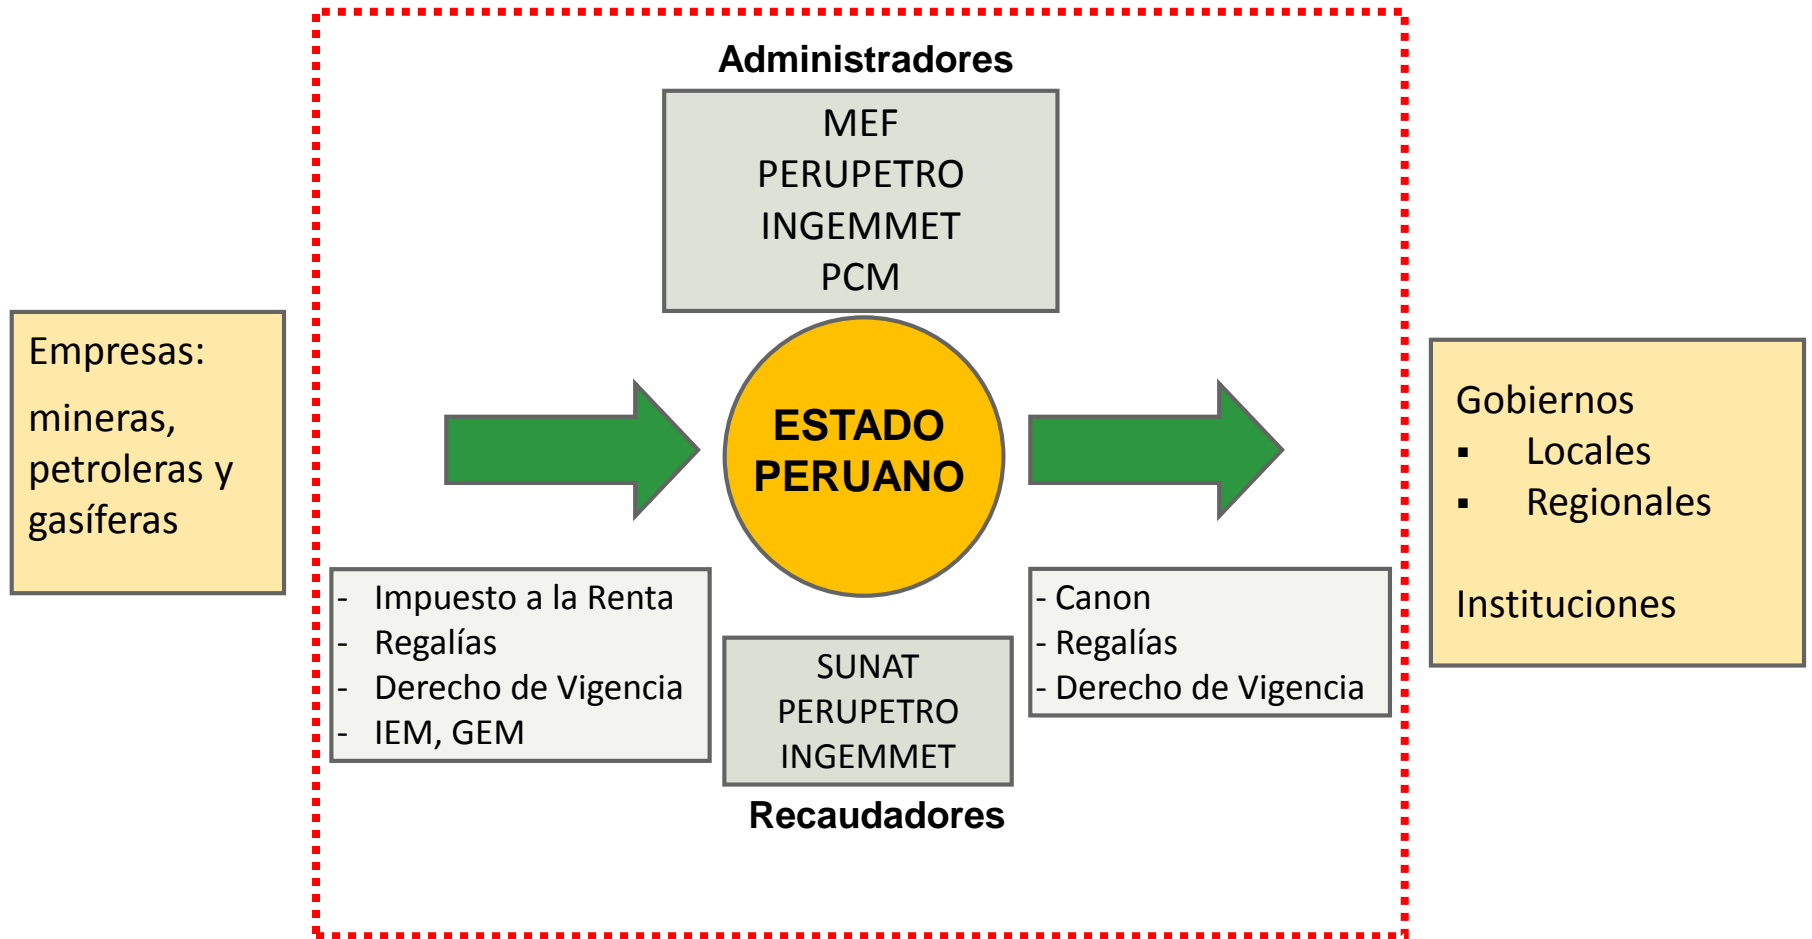 Administradores
MEF
PERUPETRO
INGEMMET
PCM
Empresas:
mineras,
petroleras y
gasíferas
ESTADO
PERUANO
Gobiernos
▪ Locales
▪ Regionales
Instituciones
- Impuesto a la Renta
- Regalías
- Derecho de Vigencia
- IEM, GEM
SUNAT
PERUPETRO
INGEMMET
Recaudadores
- Canon
- Regalías
- Derecho de Vigencia